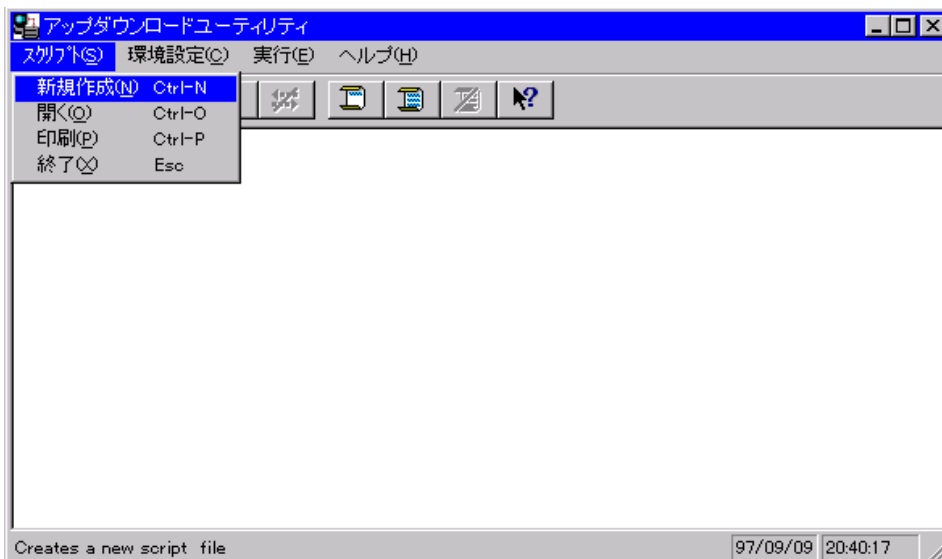 アップダウンロードユーティリティ
ｽｸﾘﾌﾟﾄ(S) 環境設定(C) 実行(E) ヘルプ(H)
新規作成(N) Ctrl-N
開く(O) Ctrl-O
印刷(P) Ctrl-P
終了(X) Esc
Creates a new script file 97/09/09 20:40:17